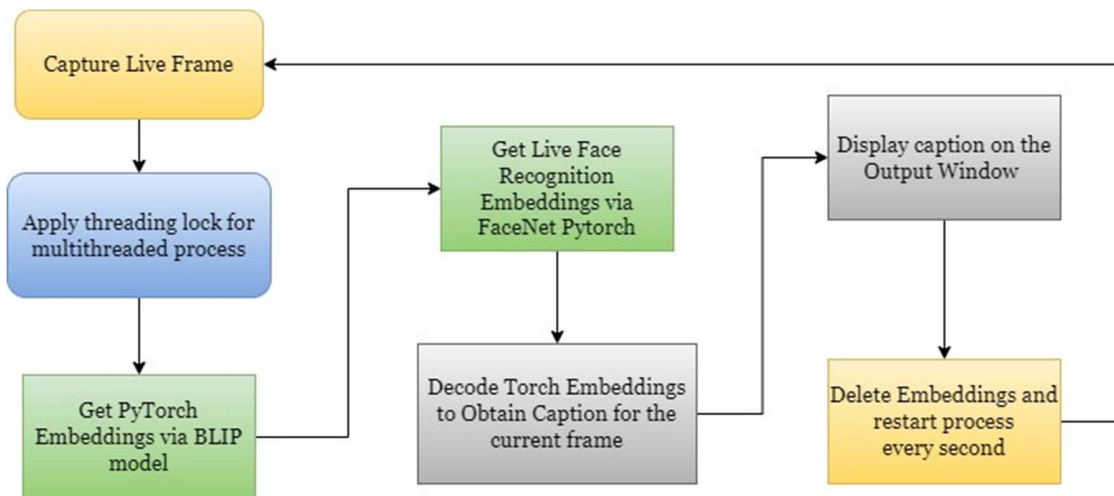 Capture Live Frame
Apply threading lock for
multithreaded process
Get PyTorch
Embeddings via BLIP
model
Get Live Face
Recognition
Embeddings via
FaceNet Pytorch
Decode Torch Embeddings
to Obtain Caption for the
current frame
Display caption on the
Output Window
Delete Embeddings and
restart process
every second